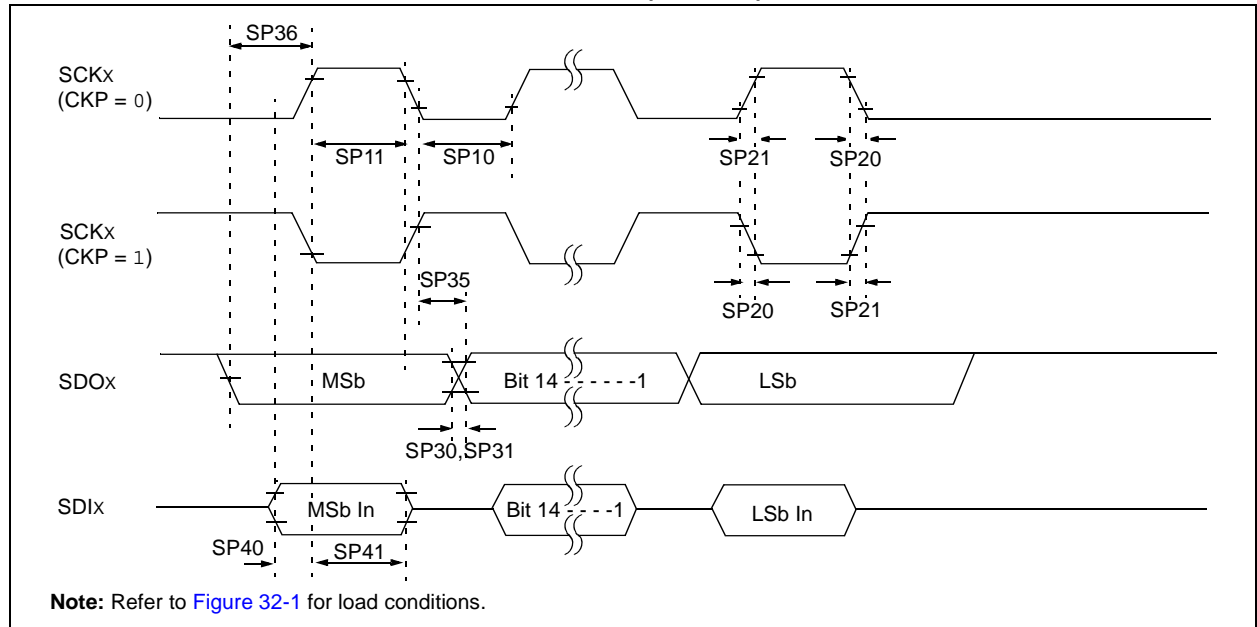 SP36
SCKx
(CKP = 0)
SP11
SP10
SP21
SP20
SCKx
(CKP = 1)
SP35
SP20
SP21
SDOx
MSb
Bit 14 - - - - - -1
LSb
SP30,SP31
SDIx
MSb In
Bit 14 - - - -1
LSb In
SP40
SP41
Note: Refer to Figure 32-1 for load conditions.